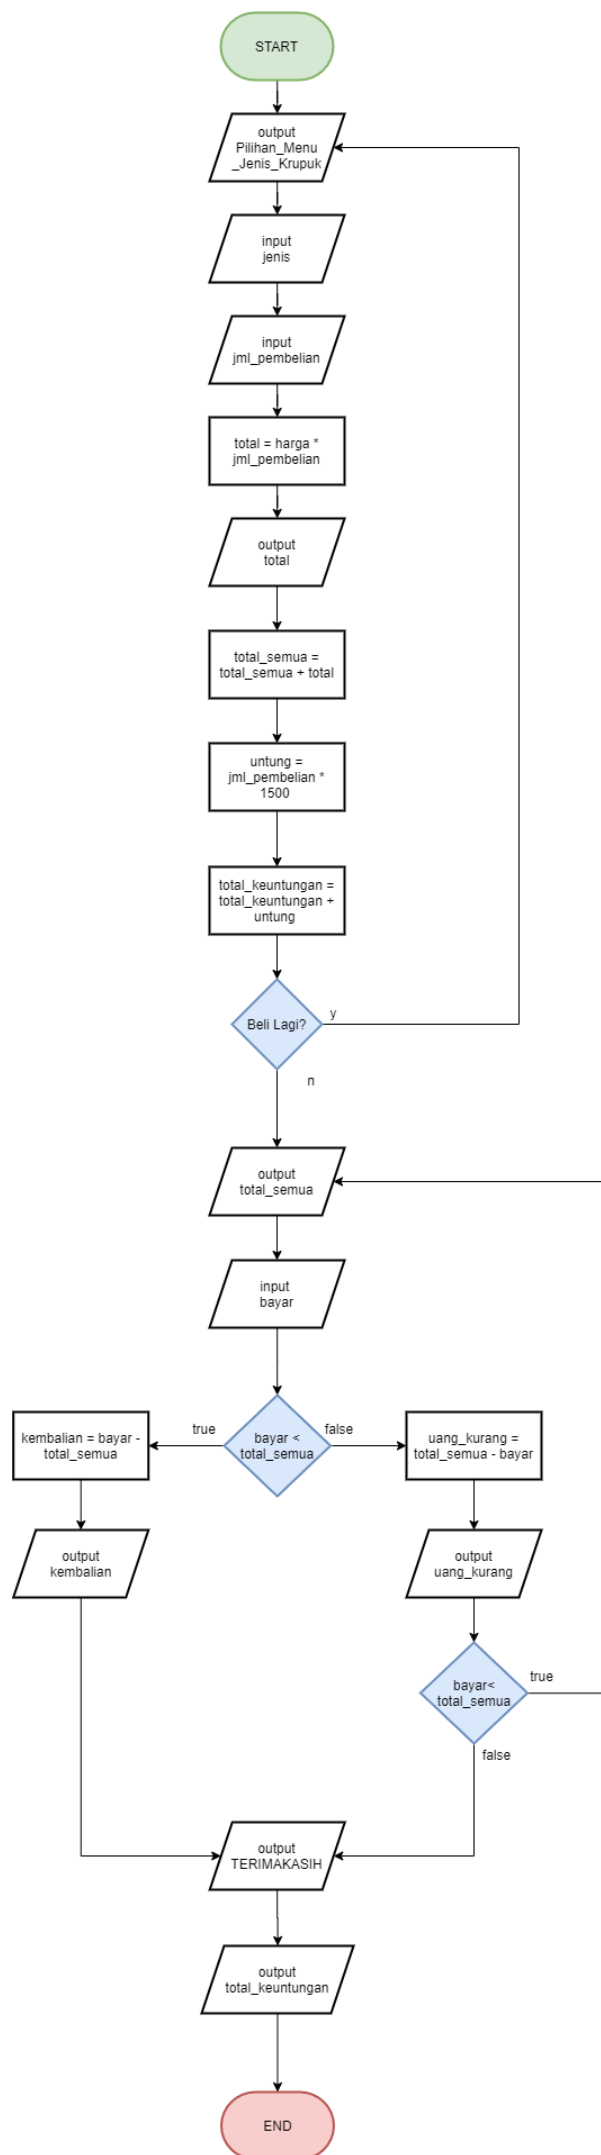 START
output
Pilihan_Menu
_Jenis_Krupuk
input
jenis
input
jml_pembelian
total = harga *
jml_pembelian
output
total
total_semua =
total_semua + total
untung =
jml_pembelian *
1500
total_keuntungan =
total_keuntungan +
untung
Beli Lagi?
y
n
output
total_semua
input
bayar
bayar <
total_semua
true
false
kembalian = bayar -
total_semua
uang_kurang =
total_semua - bayar
output
kembalian
output
uang_kurang
bayar<
total_semua
true
false
output
TERIMAKASIH
output
total_keuntungan
END